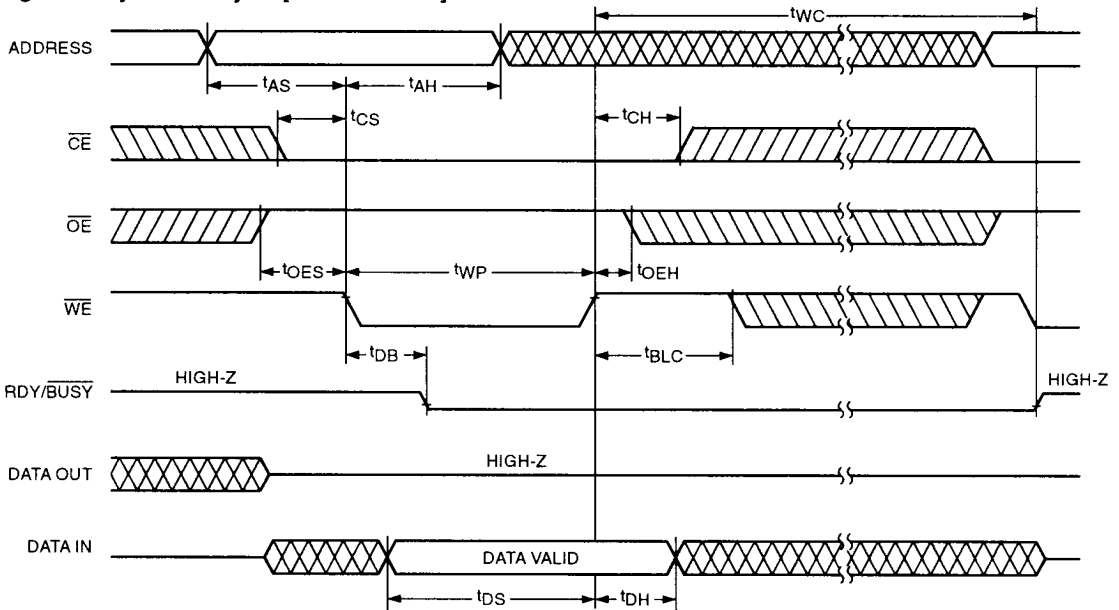 tWC
ADDRESS
tAS
tAH
tCS
tCH
CE
OE
tOES
tWP
tOEH
WE
tDB
tBLC
RDY/BUSY
HIGH-Z
HIGH-Z
DATA OUT
HIGH-Z
DATA IN
DATA VALID
tDS
tDH